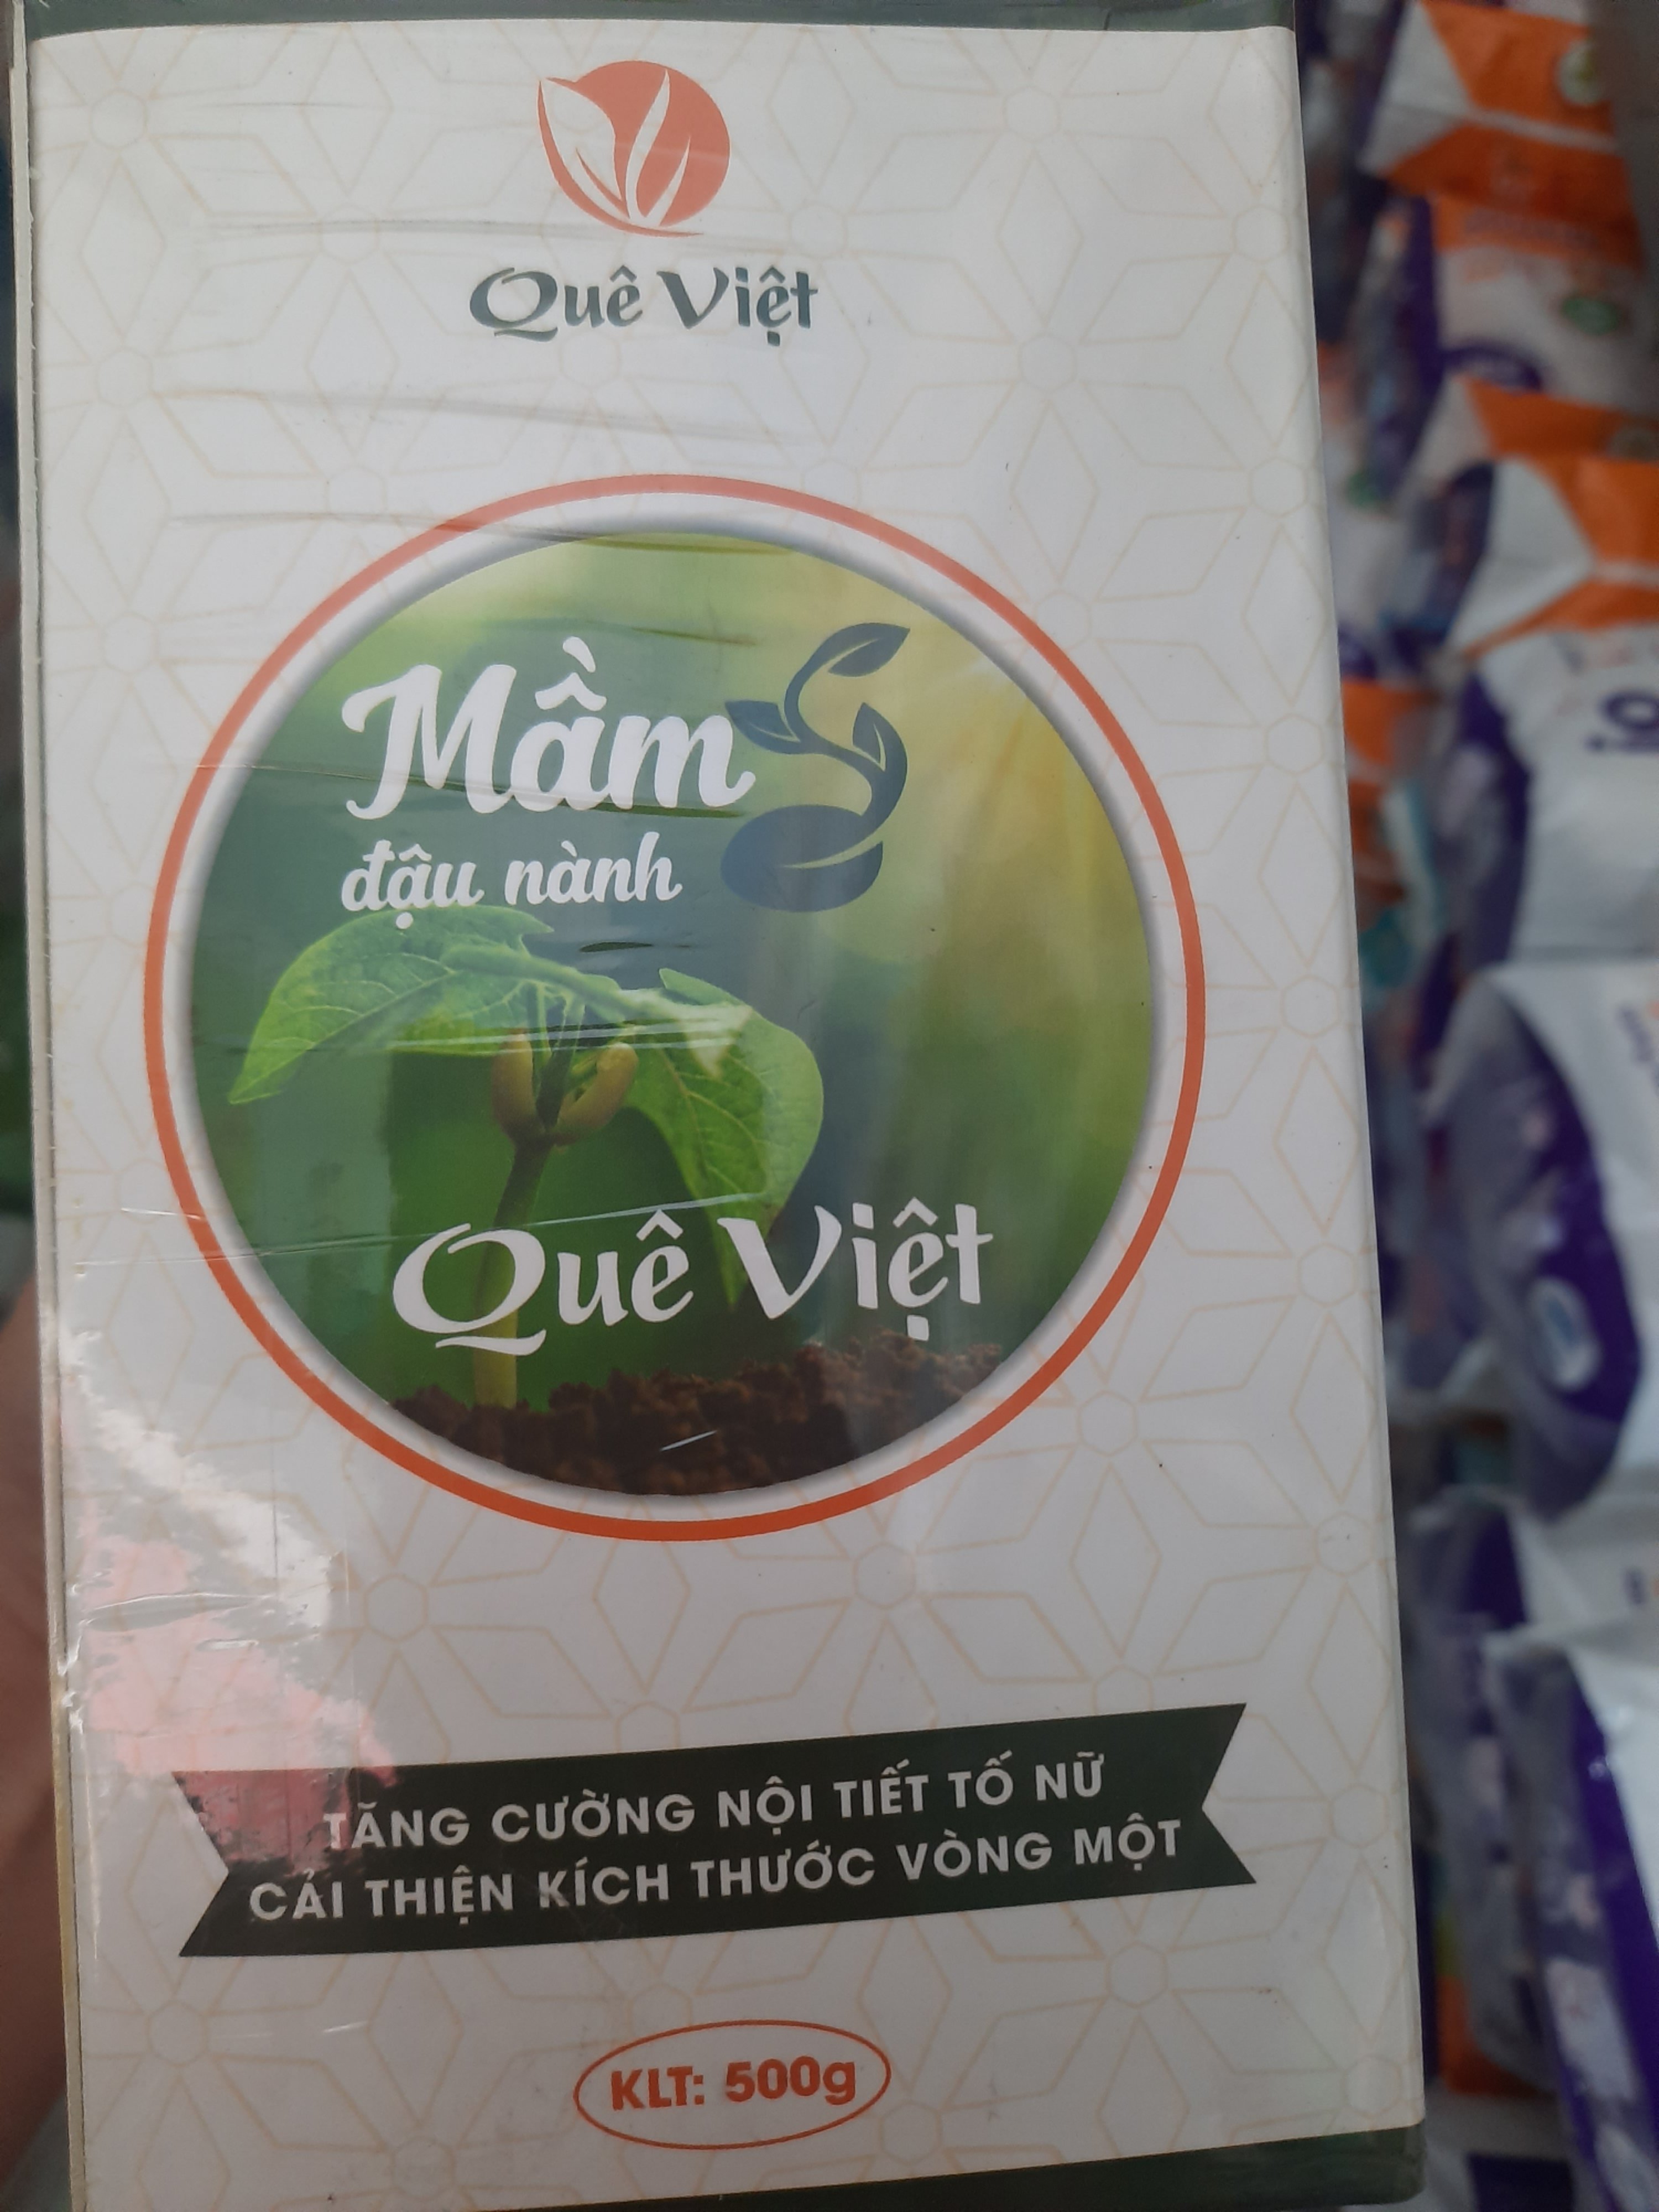 Quê Việt
Mầm
đậu nành
Quê Việt
TĂNG CƯỜNG NỘI TIẾT TỐ NỮ
CẢI THIỆN KÍCH THƯỚC VÒNG MỘT
KLT: 500g